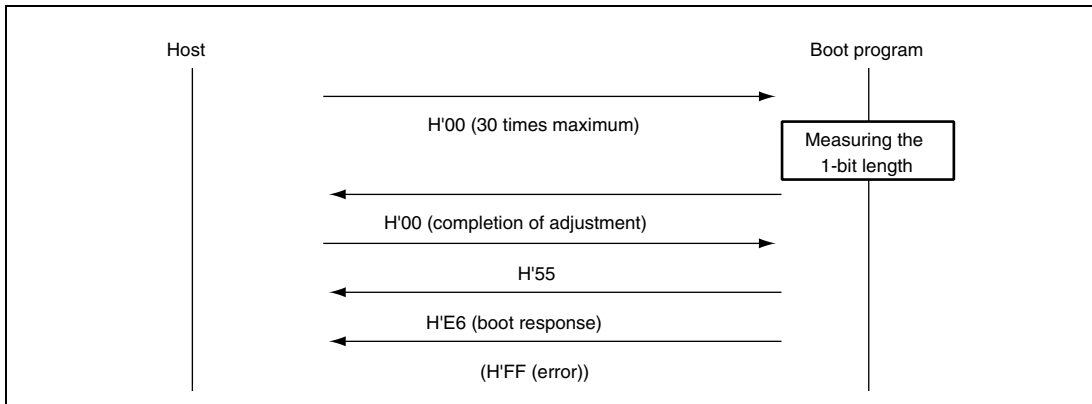 Host
Boot program
H'00 (30 times maximum)
Measuring the
1-bit length
H'00 (completion of adjustment)
H'55
H'E6 (boot response)
(H'FF (error))